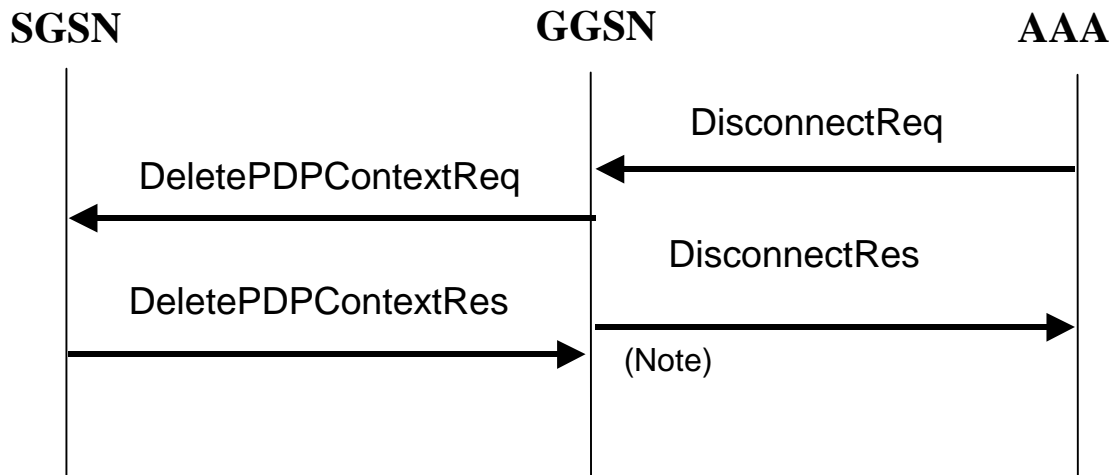 SGSN GGSN AAA
DisconnectReq
DeletePDPContextReq
DisconnectRes
DeletePDPContextRes
(Note)